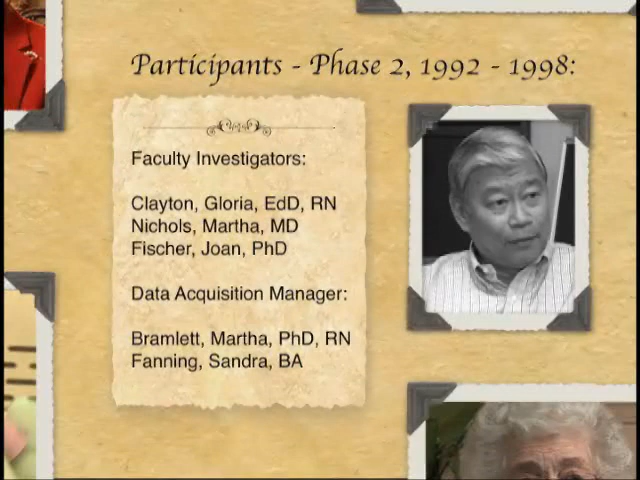 Participants - Phase 2, 1992 - 1998:
Faculty Investigators:
Clayton, Gloria, EdD, RN
Nichols, Martha, MD
Fischer, Joan, PhD
Data Acquisition Manager:
Bramlett, Martha, PhD, RN
Fanning, Sandra, BA